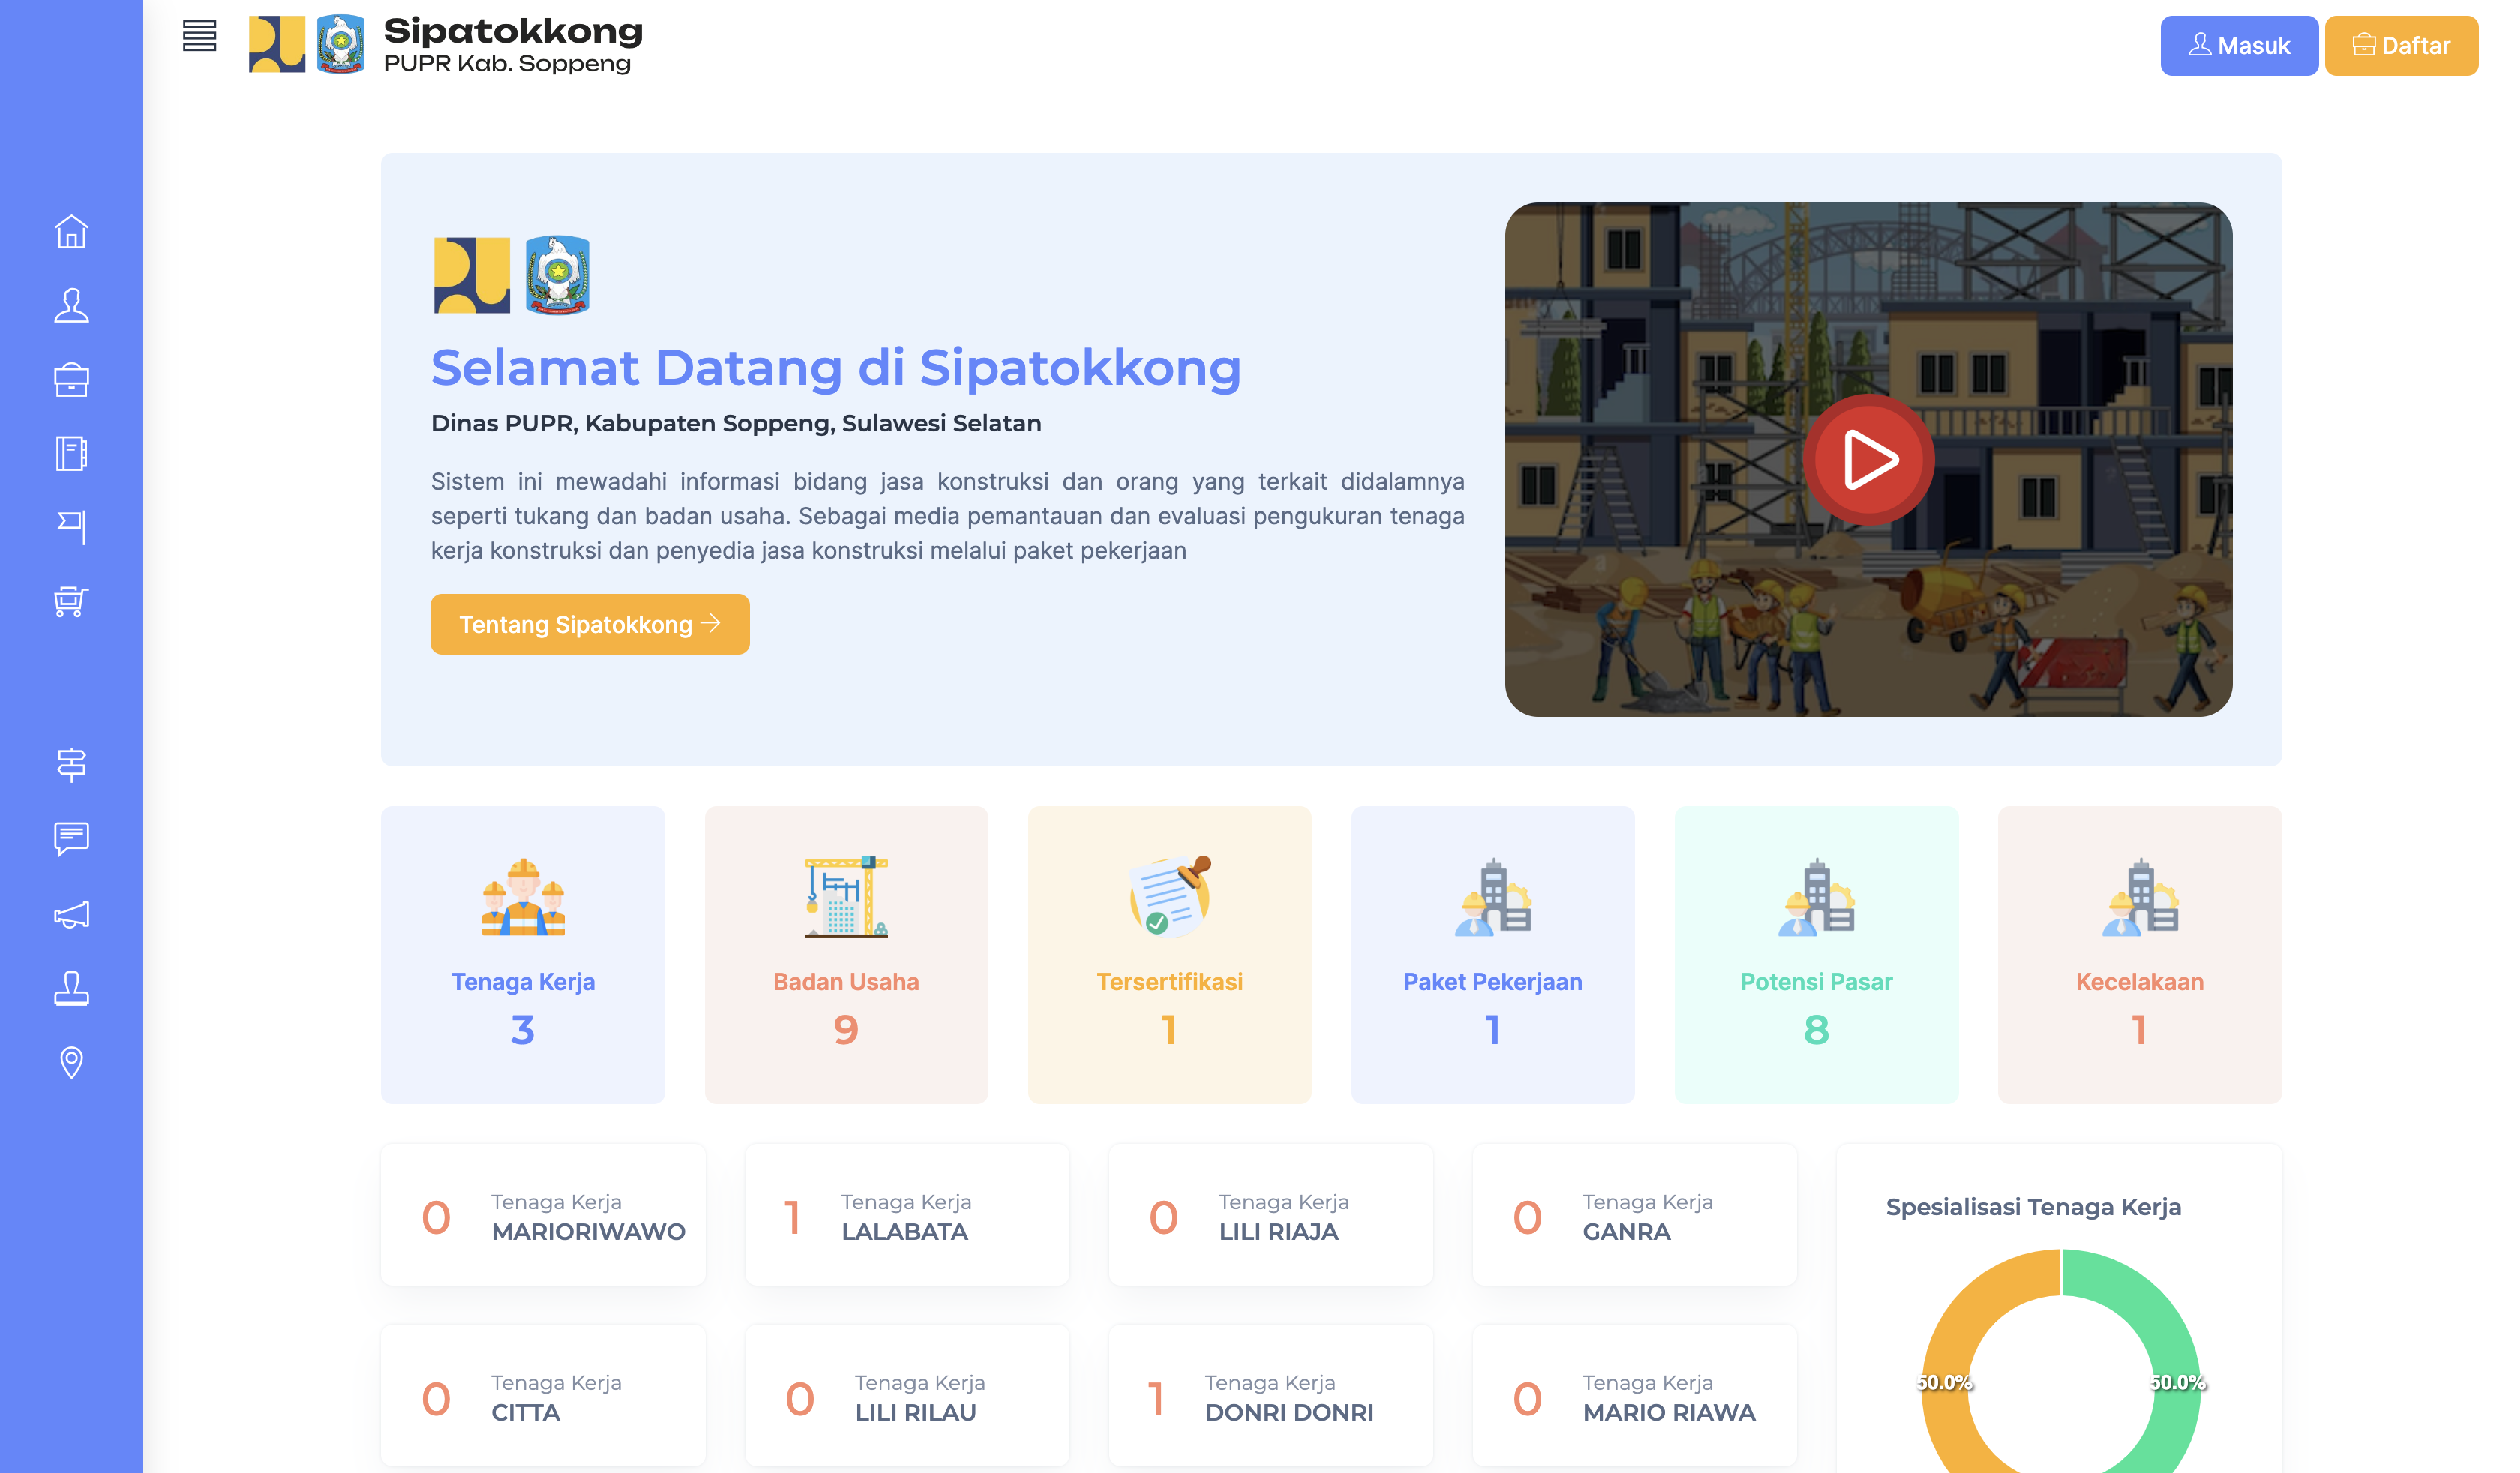 Sipatokkong
PUPR Kab. Soppeng
Masuk
Daftar
Selamat Datang di Sipatokkong
Dinas PUPR, Kabupaten Soppeng, Sulawesi Selatan
Sistem ini mewadahi informasi bidang jasa konstruksi dan orang yang terkait didalamnya
seperti tukang dan badan usaha. Sebagai media pemantauan dan evaluasi pengukuran tenaga
kerja konstruksi dan penyedia jasa konstruksi melalui paket pekerjaan
Tentang Sipatokkong
Tenaga Kerja
3
Badan Usaha
9
Tersertifikasi
1
Paket Pekerjaan
1
Potensi Pasar
8
Kecelakaan
1
0
Tenaga Kerja
MARIORIWAWO
1
Tenaga Kerja
LALABATA
0
Tenaga Kerja
LILI RIAJA
0
Tenaga Kerja
GANRA
0
Tenaga Kerja
CITTA
0
Tenaga Kerja
LILI RILAU
1
Tenaga Kerja
DONRI DONRI
0
Tenaga Kerja
MARIO RIAWA
Spesialisasi Tenaga Kerja
50.0%
50.0%